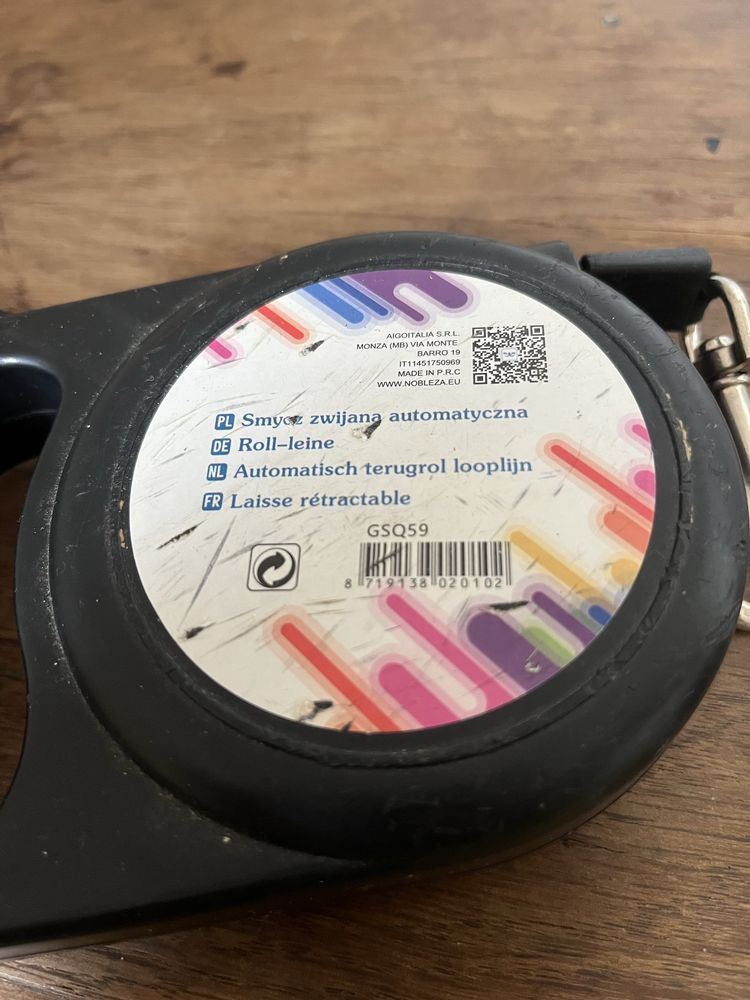 AIGOITALIA S.R.L.
MONZA (MB) VIA MONTE
BARRO 19
IT11451750969
MADE IN P.R.C
WWW.NOBLEZA.EU
PL Smycz zwijana automatyczna
DE Roll-leine
NL Automatisch terugrol looplijn
FR Laisse rétractable
GSQ59
8 719138 020102